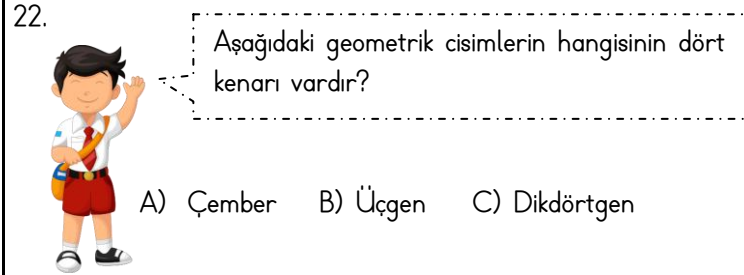 22.
Aşağıdaki geometrik cisimlerin hangisinin dört
kenarı vardır?
A) Çember B) Üçgen C) Dikdörtgen